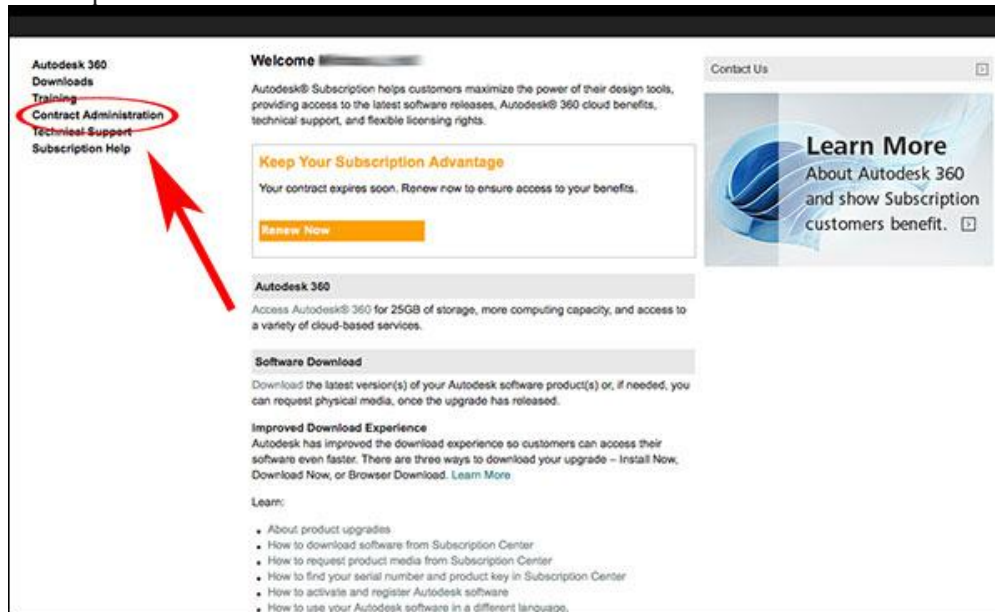 Autodesk 360
Downloads
Training
Contract Administration
Technical Support
Subscription Help
Welcome
Autodesk® Subscription helps customers maximize the power of their design tools,
providing access to the latest software releases, Autodesk® 360 cloud benefits,
technical support, and flexible licensing rights.
Keep Your Subscription Advantage
Your contract expires soon. Renew now to ensure access to your benefits.
Renew Now
Autodesk 360
Access Autodesk® 360 for 25GB of storage, more computing capacity, and access to
a variety of cloud-based services.
Software Download
Download the latest version(s) of your Autodesk software product(s) or, if needed, you
can request physical media, once the upgrade has released.
Improved Download Experience
Autodesk has improved the download experience so customers can access their
software even faster. There are three ways to download your upgrade – Install Now,
Download Now, or Browser Download. Learn More
Learn:
• About product upgrades
• How to download software from Subscription Center
• How to request product media from Subscription Center
• How to find your serial number and product key in Subscription Center
• How to activate and register Autodesk software
• How to use your Autodesk software in a different language.
Contact Us
Learn More
About Autodesk 360
and show Subscription
customers benefit.